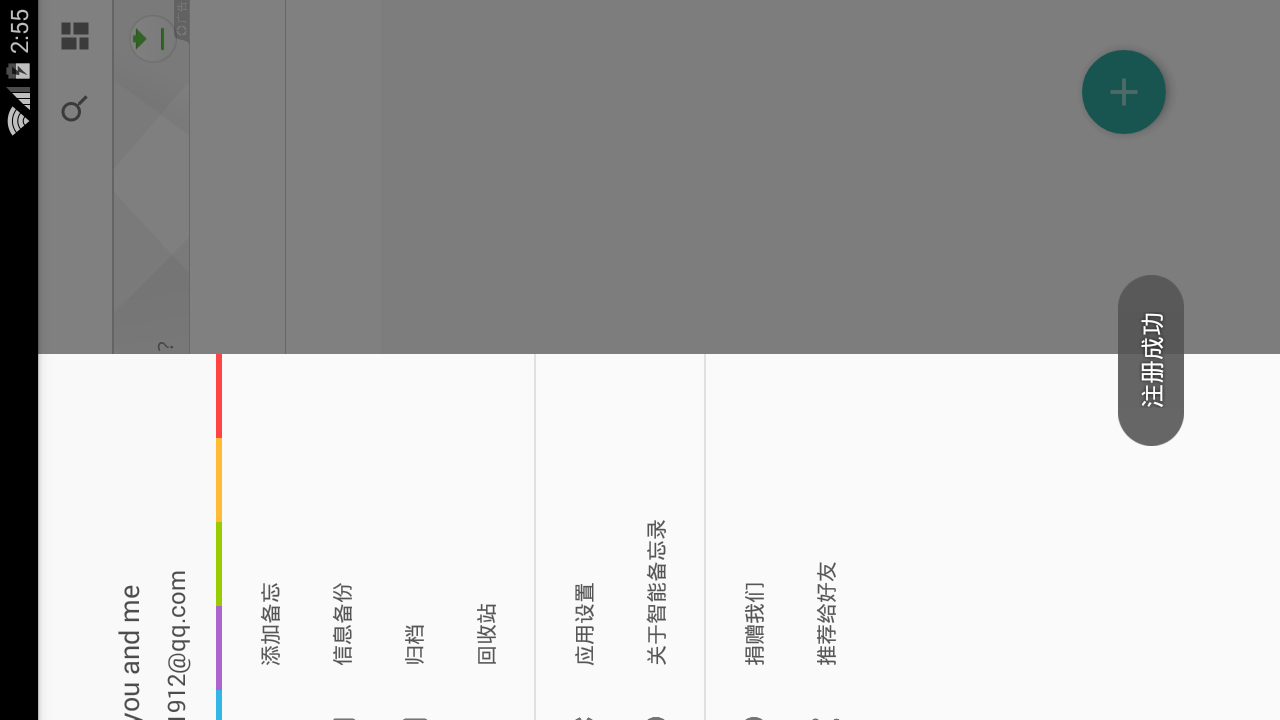 2:55
广告
?
you and me
1912@qq.com
添加备忘
信息备份
归档
回收站
应用设置
关于智能备忘录
捐赠我们
推荐给好友
注册成功